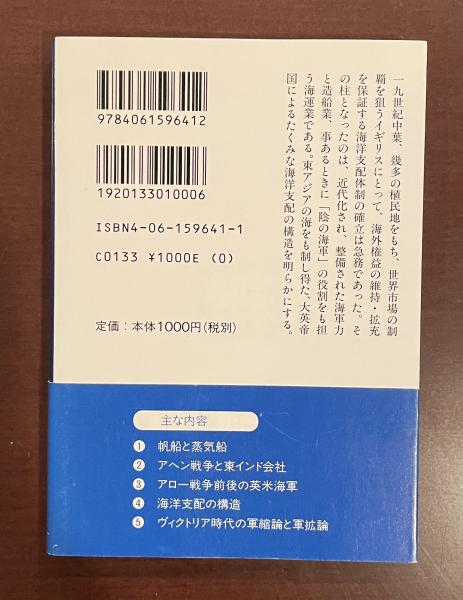 一九世紀中葉、幾多の植民地をもち、世界市場の制
覇を狙うイギリスにとって、海外権益の維持・拡充
を保証する海洋支配体制の確立は急務であった。そ
の柱となったのは、近代化され、整備された海軍力
と造船業、事あるときに「陰の海軍」の役割をも担
う海運業である。東アジアの海をも制し得た、大英帝
国によるたくみな海洋支配の構造を明らかにする。
9784061596412
1920133010006
ISBN4-06-159641-1
C0133 ¥1000E (0)
定価：本体1000円(税別)
主な内容
1 帆船と蒸気船
2 アヘン戦争と東インド会社
3 アロー戦争前後の英米海軍
4 海洋支配の構造
5 ヴィクトリア時代の軍縮論と軍拡論